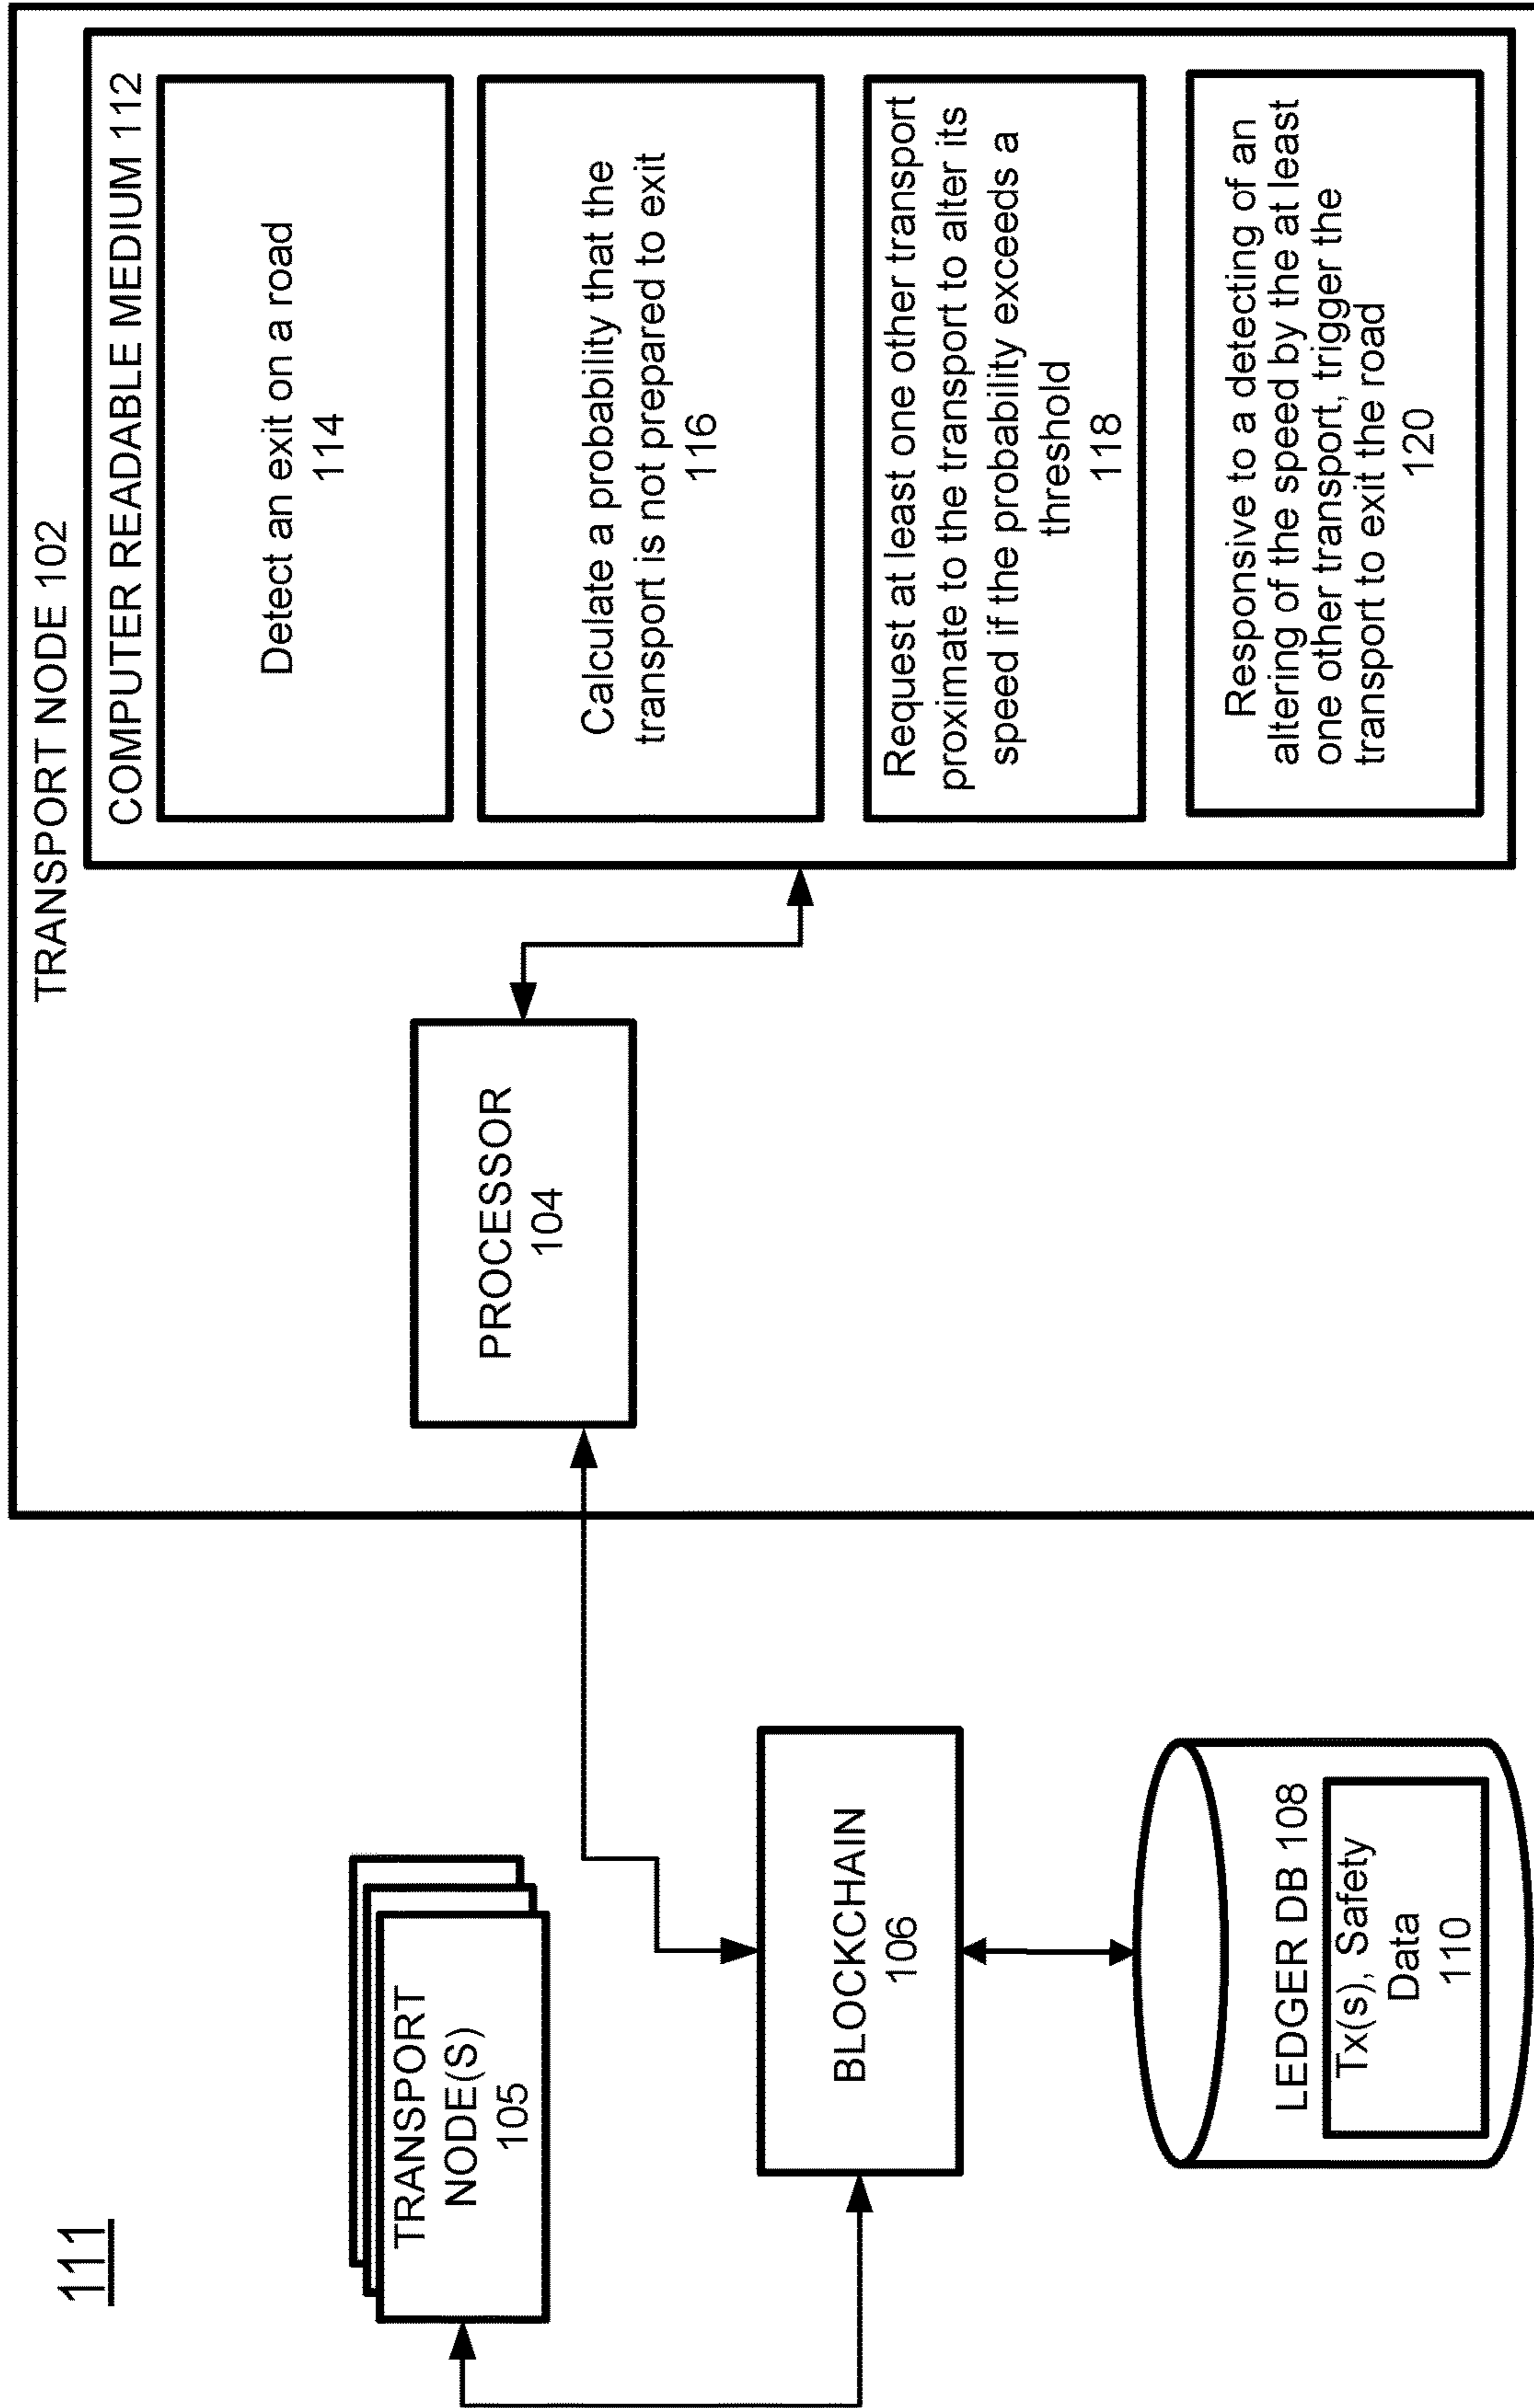 111
TRANSPORT
NODE(S)
105
BLOCKCHAIN
106
LEDGER DB 108
Tx(s), Safety
Data
110
TRANSPORT NODE 102
PROCESSOR
104
COMPUTER READABLE MEDIUM 112
Detect an exit on a road
114
Calculate a probability that the
transport is not prepared to exit
116
Request at least one other transport
proximate to the transport to alter its
speed if the probability exceeds a
threshold
118
Responsive to a detecting of an
altering of the speed by the at least
one other transport, trigger the
transport to exit the road
120